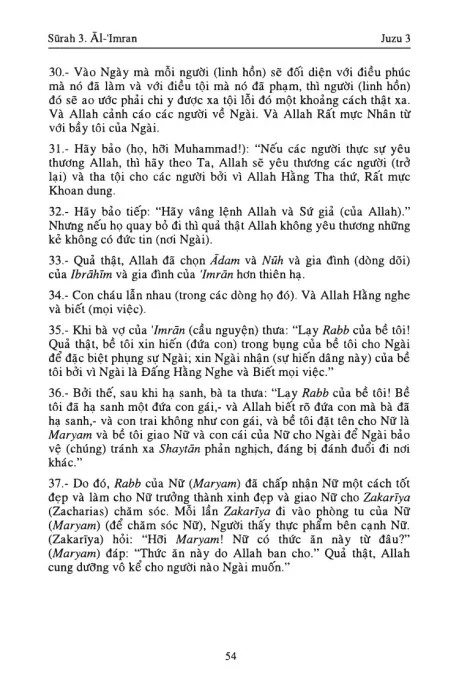 Sūrah 3. Āl-'Imran Juzu 3
30.- Vào Ngày mà mỗi người (linh hồn) sẽ đối diện với điều phúc
mà nó đã làm và với điều tội mà nó đã phạm, thì người (linh hồn)
đó sẽ ao ước phải chi y được xa tội lỗi đó một khoảng cách thật xa.
Và Allah cảnh cáo các người về Ngài. Và Allah Rất mực Nhân từ
với bầy tôi của Ngài.
31.- Hãy bảo (họ, hỡi Muhammad!): “Nếu các người thực sự yêu
thương Allah, thì hãy theo Ta, Allah sẽ yêu thương các người (trở
lại) và tha tội cho các người bởi vì Allah Hằng Tha thứ, Rất mực
Khoan dung.
32.- Hãy bảo tiếp: “Hãy vâng lệnh Allah và Sứ giả (của Allah).”
Nhưng nếu họ quay bỏ đi thì quả thật Allah không yêu thương những
kẻ không có đức tin (nơi Ngài).
33.- Quả thật, Allah đã chọn Ādam và Nūh và gia đình (dòng dõi)
của Ibrāhīm và gia đình của 'Imrān hơn thiên hạ.
34.- Con cháu lẫn nhau (trong các dòng họ đó). Và Allah Hằng nghe
và biết (mọi việc).
35.- Khi bà vợ của 'Imrān (cầu nguyện) thưa: “Lạy Rabb của bề tôi!
Quả thật, bề tôi xin hiến (đứa con) trong bụng của bề tôi cho Ngài
để đặc biệt phụng sự Ngài; xin Ngài nhận (sự hiến dâng này) của bề
tôi bởi vì Ngài là Đấng Hằng Nghe và Biết mọi việc.”
36.- Bởi thế, sau khi hạ sanh, bà ta thưa: “Lạy Rabb của bề tôi! Bề
tôi đã hạ sanh một đứa con gái,- và Allah biết rõ đứa con mà bà đã
hạ sanh,- và con trai không như con gái, và bề tôi đặt tên cho Nữ là
Maryam và bề tôi giao Nữ và con cái của Nữ cho Ngài để Ngài bảo
vệ (chúng) tránh xa Shaytān phản nghịch, đáng bị đánh đuổi đi nơi
khác.”
37.- Do đó, Rabb của Nữ (Maryam) đã chấp nhận Nữ một cách tốt
đẹp và làm cho Nữ trưởng thành xinh đẹp và giao Nữ cho Zakarīya
(Zacharias) chăm sóc. Mỗi lần Zakarīya đi vào phòng tu của Nữ
(Maryam) (để chăm sóc Nữ), Người thấy thực phẩm bên cạnh Nữ.
(Zakarīya) hỏi: “Hỡi Maryam! Nữ có thức ăn này từ đâu?”
(Maryam) đáp: “Thức ăn này do Allah ban cho.” Quả thật, Allah
cung dưỡng vô kể cho người nào Ngài muốn.”
54